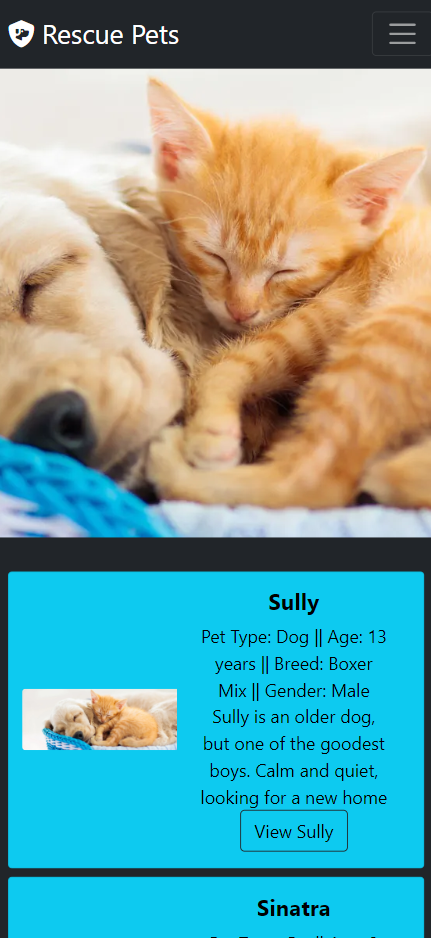 Rescue Pets
Sully
Pet Type: Dog || Age: 13
years || Breed: Boxer
Mix || Gender: Male
Sully is an older dog,
but one of the goodest
boys. Calm and quiet,
looking for a new home
View Sully
Sinatra